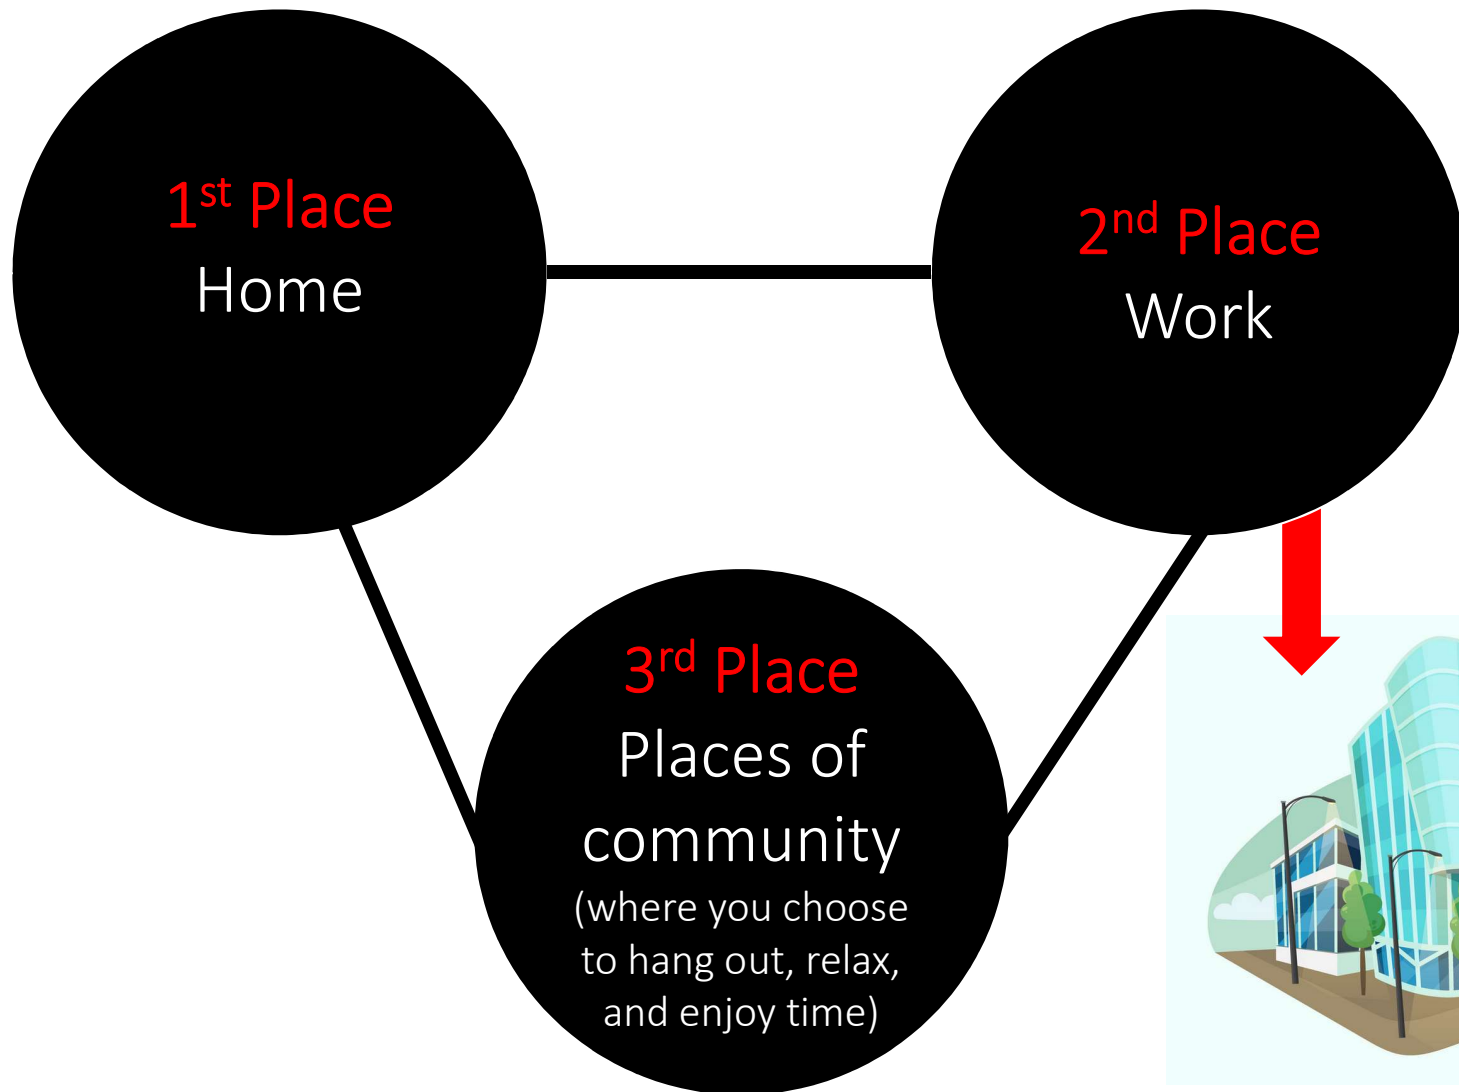 1st Place
Home
2nd Place
Work
3rd Place
Places of
community
(where you choose
to hang out, relax,
and enjoy time)